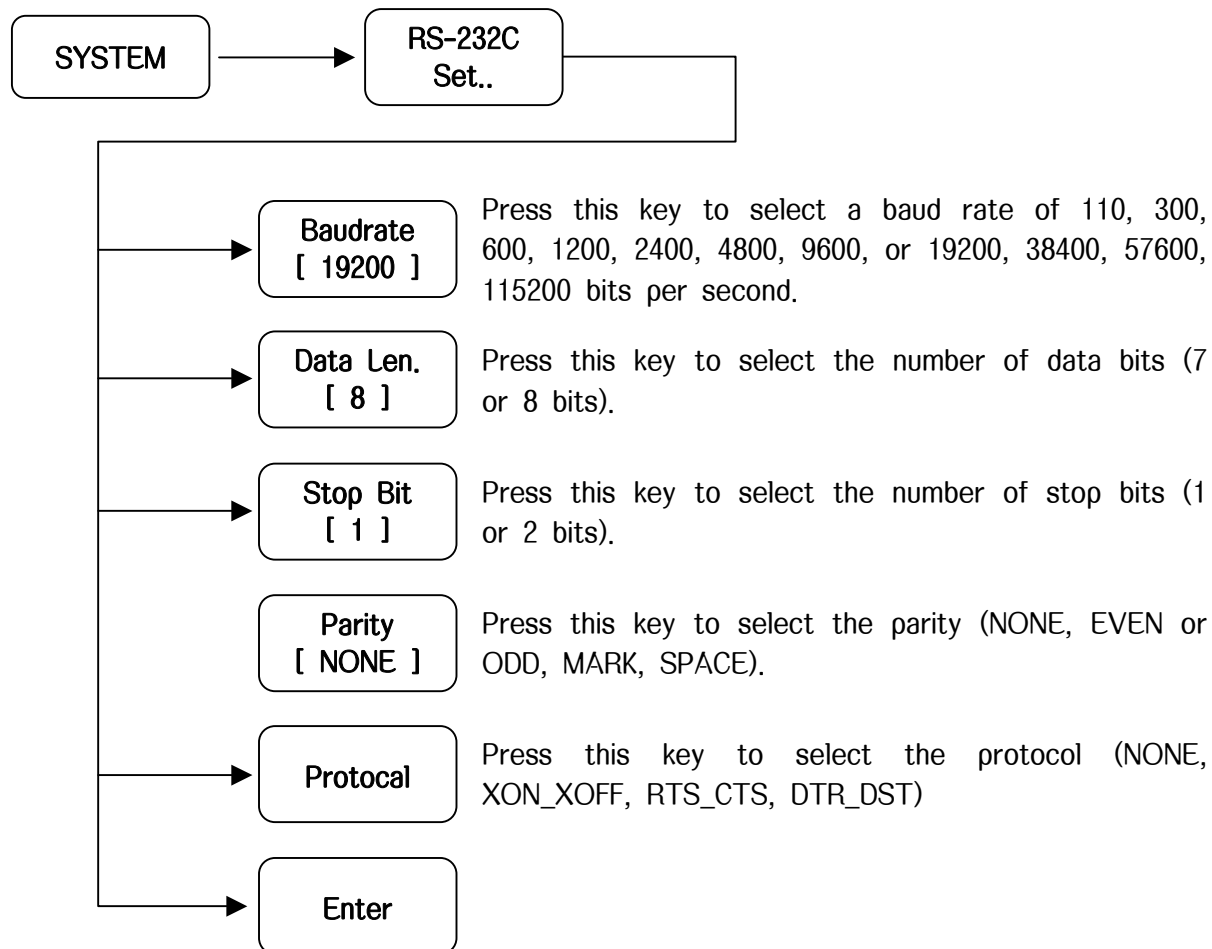 SYSTEM
RS-232C
Set..
Baudrate
[ 19200 ]
Press this key to select a baud rate of 110, 300,
600, 1200, 2400, 4800, 9600, or 19200, 38400, 57600,
115200 bits per second.
Data Len.
[ 8 ]
Press this key to select the number of data bits (7
or 8 bits).
Stop Bit
[ 1 ]
Press this key to select the number of stop bits (1
or 2 bits).
Parity
[ NONE ]
Press this key to select the parity (NONE, EVEN or
ODD, MARK, SPACE).
Protocal
Press this key to select the protocol (NONE,
XON_XOFF, RTS_CTS, DTR_DST)
Enter